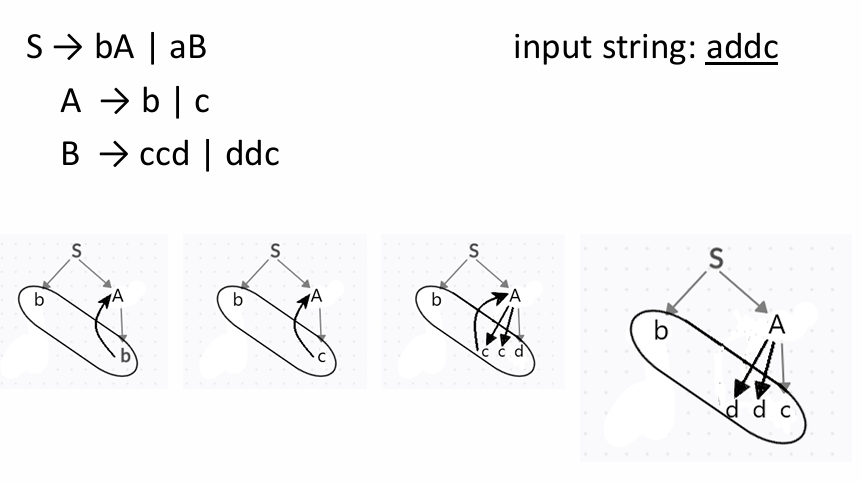 S → bA | aB
input string: addc
A → b | c
B → ccd | ddc
S
b A
b
S
b A
c
S
b A
c c d
S
b A
d d c